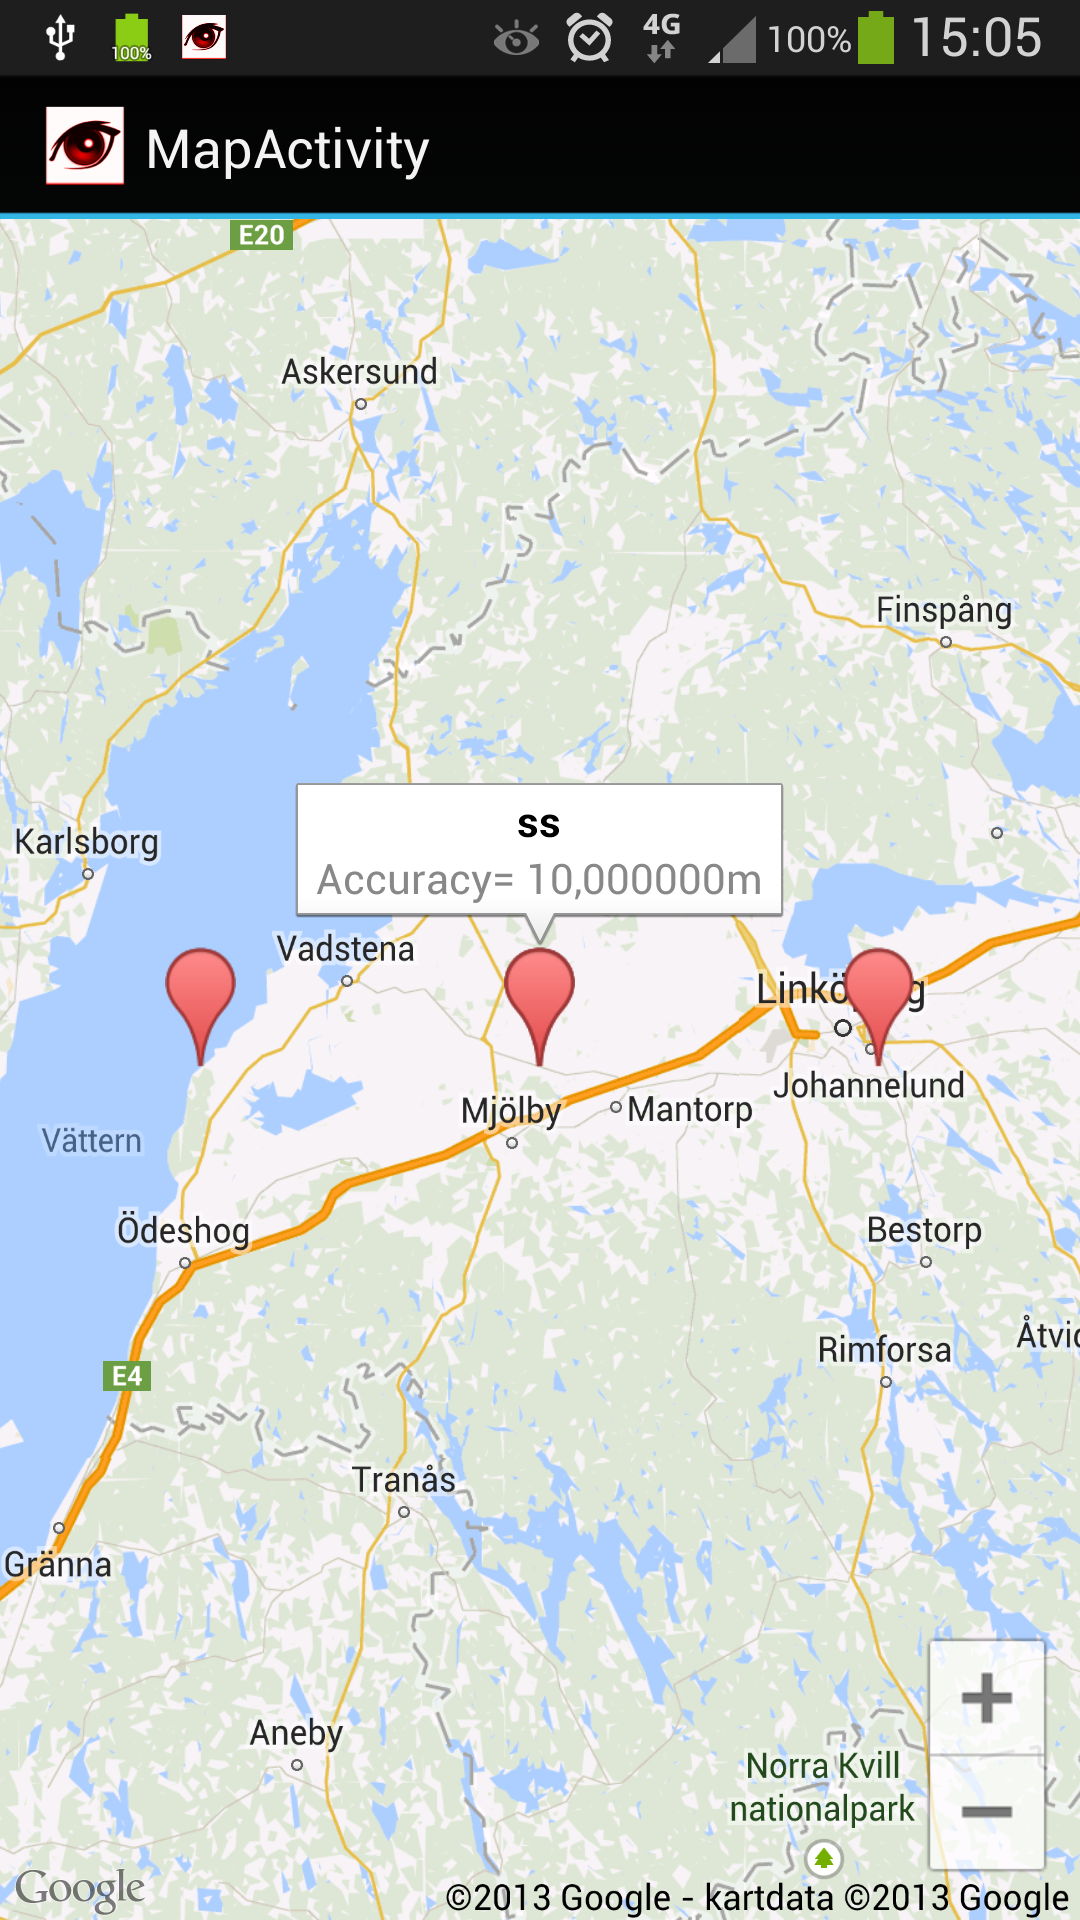 100%
4G
100%
15:05
MapActivity
E20
Askersund
Finspång
ss
Karlsborg
Accuracy= 10,000000m
Vadstena
Johannelund
Mjölby
Mantorp
Vättern
Ödeshog
Bestorp
Rimforsa
E4
Tranås
Gränna
Aneby
Norra Kvill
nationalpark
Google
©2013 Google - kartdata ©2013 Google